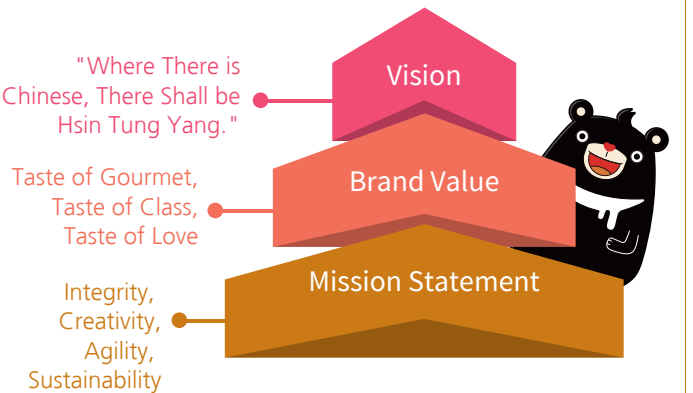 "Where There is
Chinese, There Shall be
Hsin Tung Yang."
Vision
Taste of Gourmet,
Taste of Class,
Taste of Love
Brand Value
Integrity,
Creativity,
Agility,
Sustainability
Mission Statement